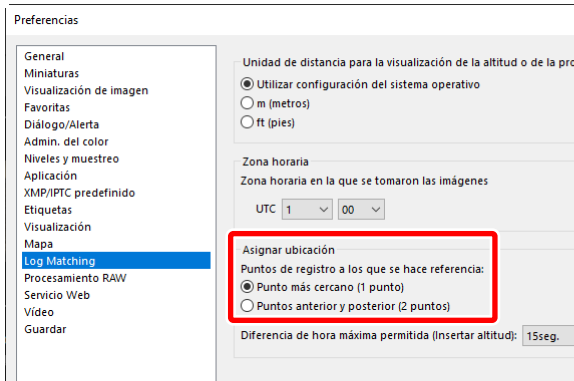 Preferencias
General
Miniaturas
Visualización de imagen
Favoritas
Diálogo/Alerta
Admin. del color
Niveles y muestreo
Aplicación
XMP/IPTC predefinido
Etiquetas
Visualización
Mapa
Log Matching
Procesamiento RAW
Servicio Web
Vídeo
Guardar
Unidad de distancia para la visualización de la altitud o de la pro
Utilizar configuración del sistema operativo
m (metros)
ft (pies)
Zona horaria
Zona horaria en la que se tomaron las imágenes
UTC 1 00
Asignar ubicación
Puntos de registro a los que se hace referencia:
Punto más cercano (1 punto)
Puntos anterior y posterior (2 puntos)
Diferencia de hora máxima permitida (Insertar altitud): 15seg.